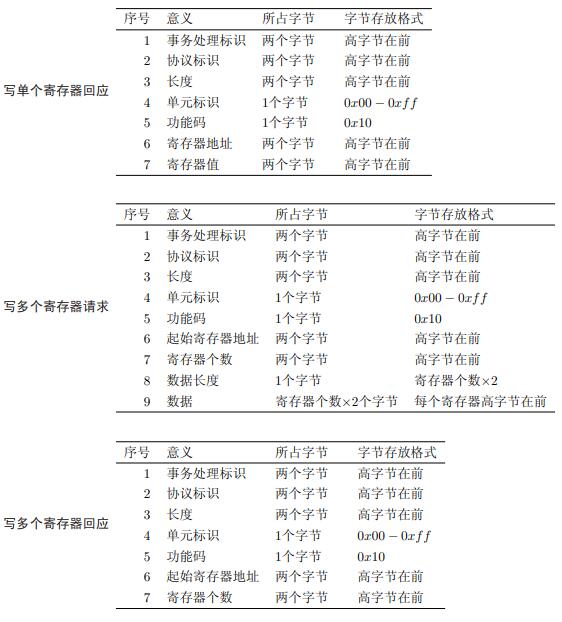 写单个寄存器回应
序号 意义 所占字节 字节存放格式
1 事务处理标识 两个字节 高字节在前
2 协议标识 两个字节 高字节在前
3 长度 两个字节 高字节在前
4 单元标识 1个字节 0x00 − 0xff
5 功能码 1个字节 0x10
6 寄存器地址 两个字节 高字节在前
7 寄存器值 两个字节 高字节在前
写多个寄存器请求
序号 意义 所占字节 字节存放格式
1 事务处理标识 两个字节 高字节在前
2 协议标识 两个字节 高字节在前
3 长度 两个字节 高字节在前
4 单元标识 1个字节 0x00 − 0xff
5 功能码 1个字节 0x10
6 起始寄存器地址 两个字节 高字节在前
7 寄存器个数 两个字节 高字节在前
8 数据长度 1个字节 寄存器个数×2
9 数据 寄存器个数×2个字节 每个寄存器高字节在前
写多个寄存器回应
序号 意义 所占字节 字节存放格式
1 事务处理标识 两个字节 高字节在前
2 协议标识 两个字节 高字节在前
3 长度 两个字节 高字节在前
4 单元标识 1个字节 0x00 − 0xff
5 功能码 1个字节 0x10
6 起始寄存器地址 两个字节 高字节在前
7 寄存器个数 两个字节 高字节在前